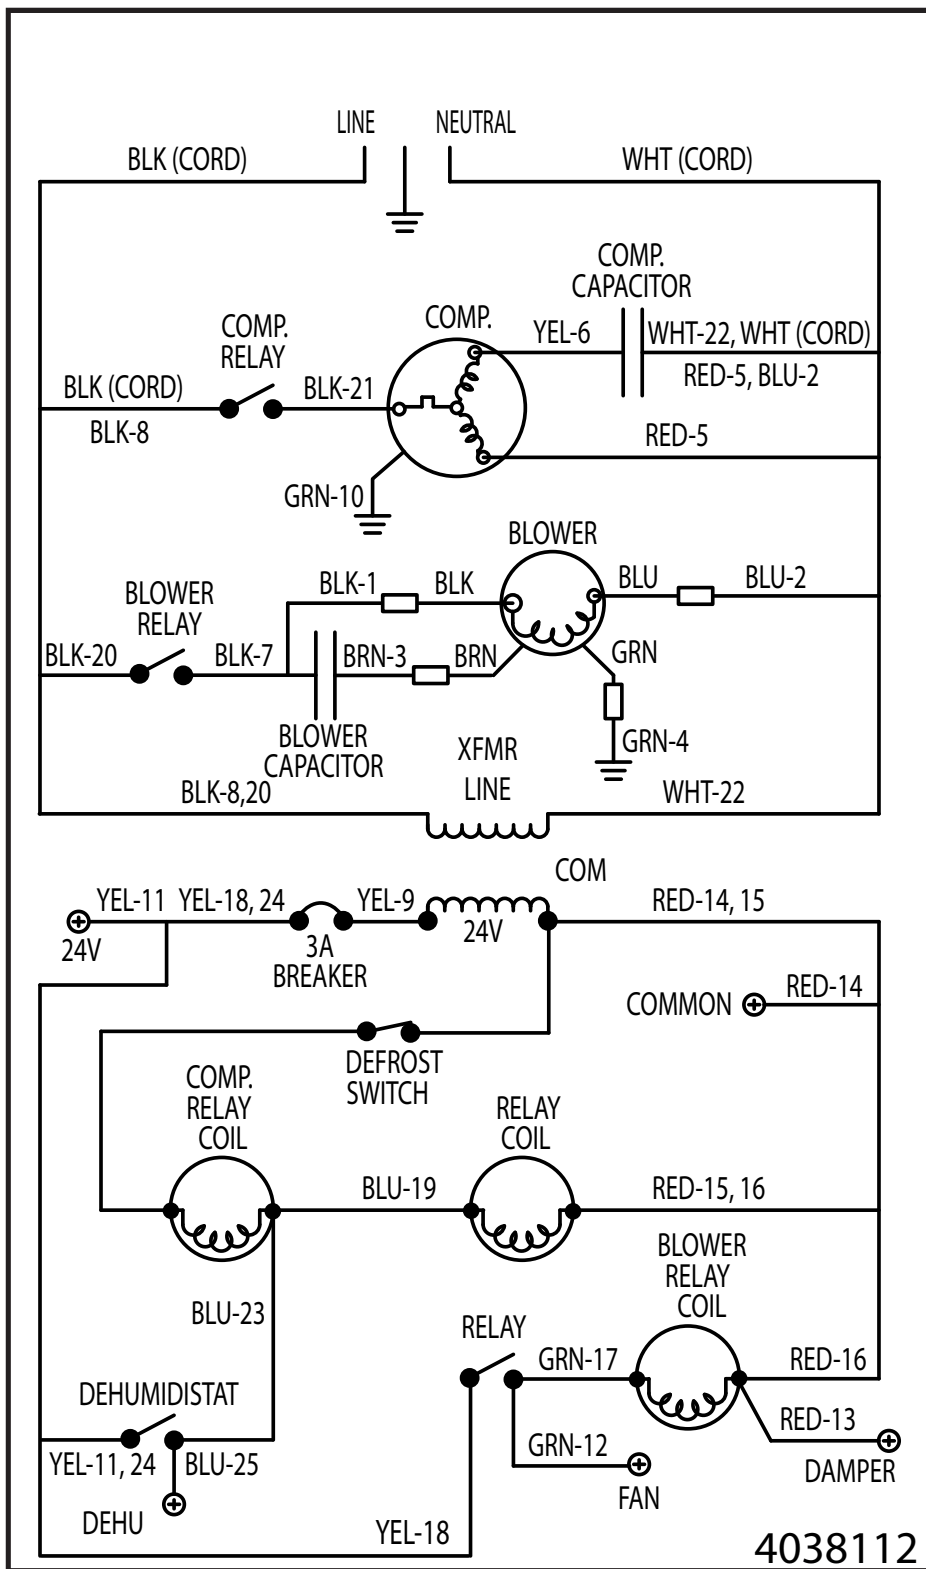 LINE
NEUTRAL
BLK (CORD)
WHT (CORD)
COMP.
CAPACITOR
COMP.
RELAY
COMP.
YEL-6
WHT-22, WHT (CORD)
RED-5, BLU-2
BLK (CORD)
BLK-8
BLK-21
RED-5
GRN-10
BLOWER
BLK-1
BLK
BLU
BLU-2
BLOWER
RELAY
BLK-20
BLK-7
BRN-3
BRN
GRN
BLOWER
CAPACITOR
GRN-4
XFMR
LINE
BLK-8,20
WHT-22
COM
YEL-11
YEL-18, 24
YEL-9
RED-14, 15
24V
24V
3A
BREAKER
COMMON
RED-14
DEFROST
SWITCH
COMP.
RELAY
COIL
RELAY
COIL
BLU-19
RED-15, 16
BLOWER
RELAY
COIL
BLU-23
RELAY
GRN-17
RED-16
DEHUMIDISTAT
RED-13
YEL-11, 24
BLU-25
GRN-12
DAMPER
FAN
DEHU
YEL-18
4038112